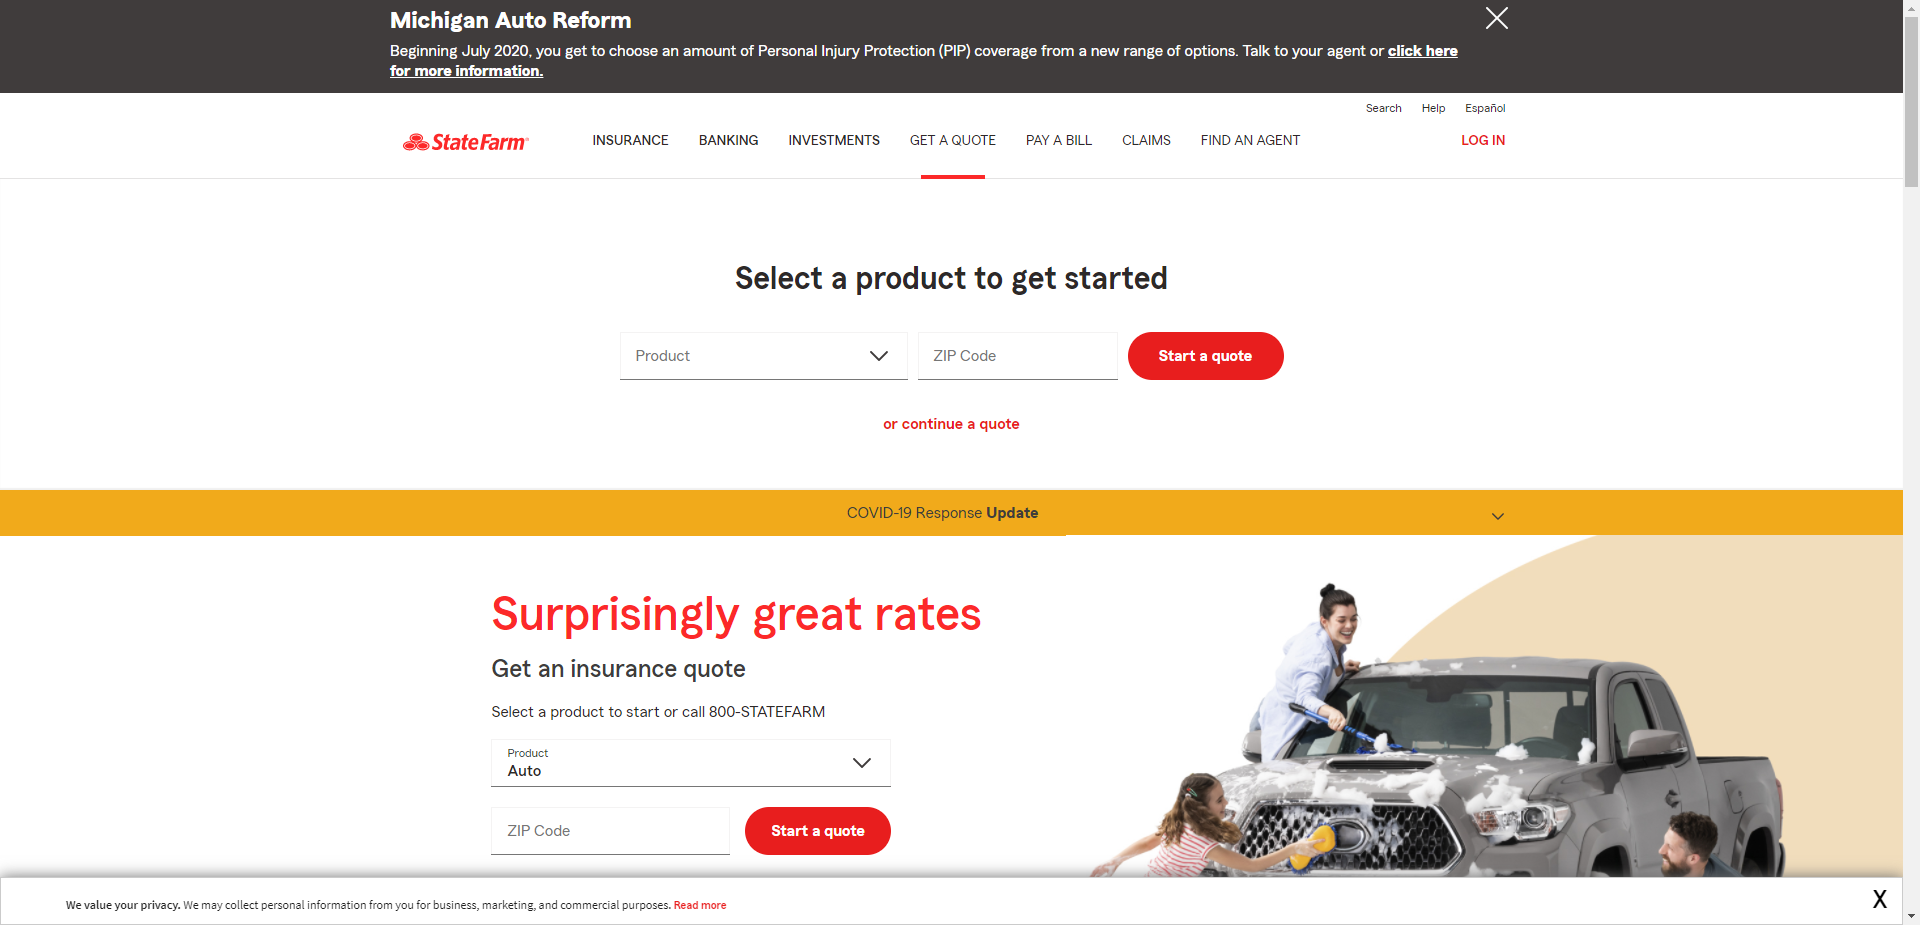 Michigan Auto Reform
Beginning July 2020, you get to choose an amount of Personal Injury Protection (PIP) coverage from a new range of options. Talk to your agent or click here
for more information.
Search Help Español
StateFarm®
INSURANCE BANKING INVESTMENTS GET A QUOTE PAY A BILL CLAIMS FIND AN AGENT LOG IN
Select a product to get started
Product ZIP Code Start a quote
or continue a quote
COVID-19 Response Update
Surprisingly great rates
Get an insurance quote
Select a product to start or call 800-STATEFARM
Product
Auto
ZIP Code Start a quote
We value your privacy. We may collect personal information from you for business, marketing, and commercial purposes. Read more
X